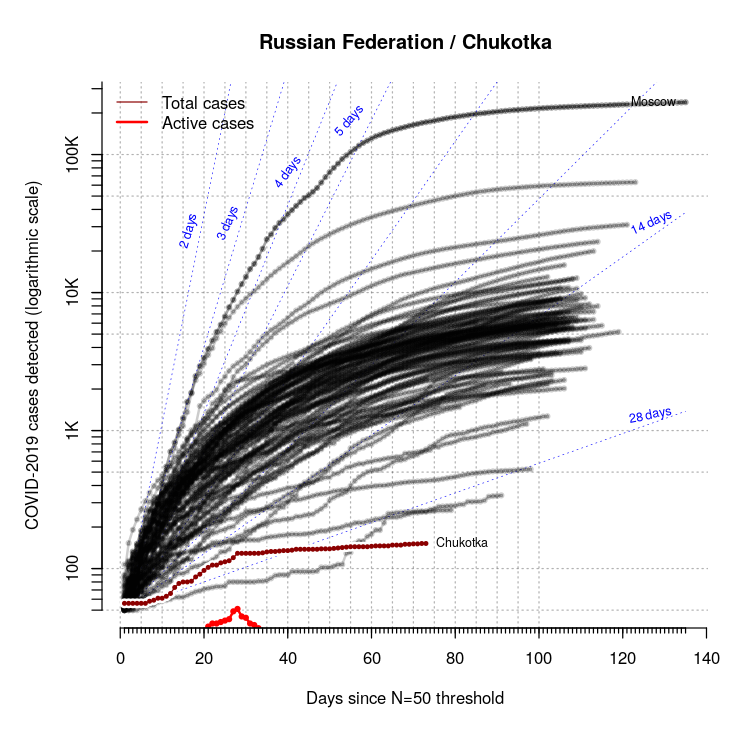 Russian Federation / Chukotka
Total cases
Active cases
2 days
3 days
4 days
5 days
14 days
28 days
Moscow
Chukotka
COVID-2019 cases detected (logarithmic scale)
100K
10K
1K
100
0 20 40 60 80 100 120 140
Days since N=50 threshold